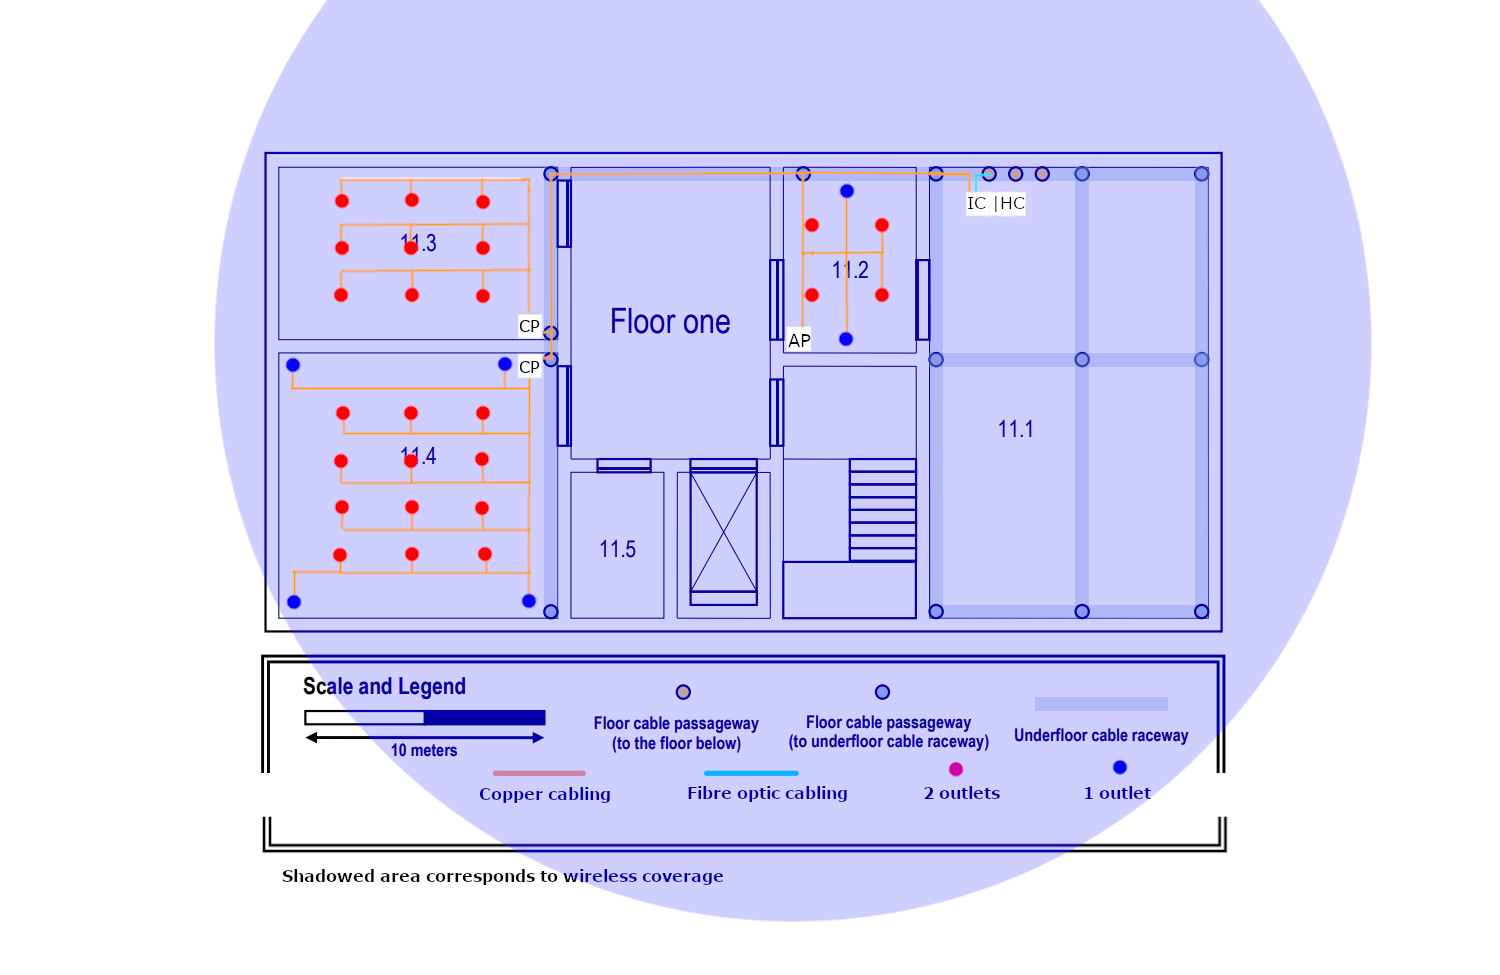 IC |HC
11.3
11.2
Floor one
CP
AP
CP
11.1
11.4
11.5
Scale and Legend
10 meters
Floor cable passageway
(to the floor below)
Floor cable passageway
(to underfloor cable raceway)
Underfloor cable raceway
Copper cabling
Fibre optic cabling
2 outlets
1 outlet
Shadowed area corresponds to wireless coverage